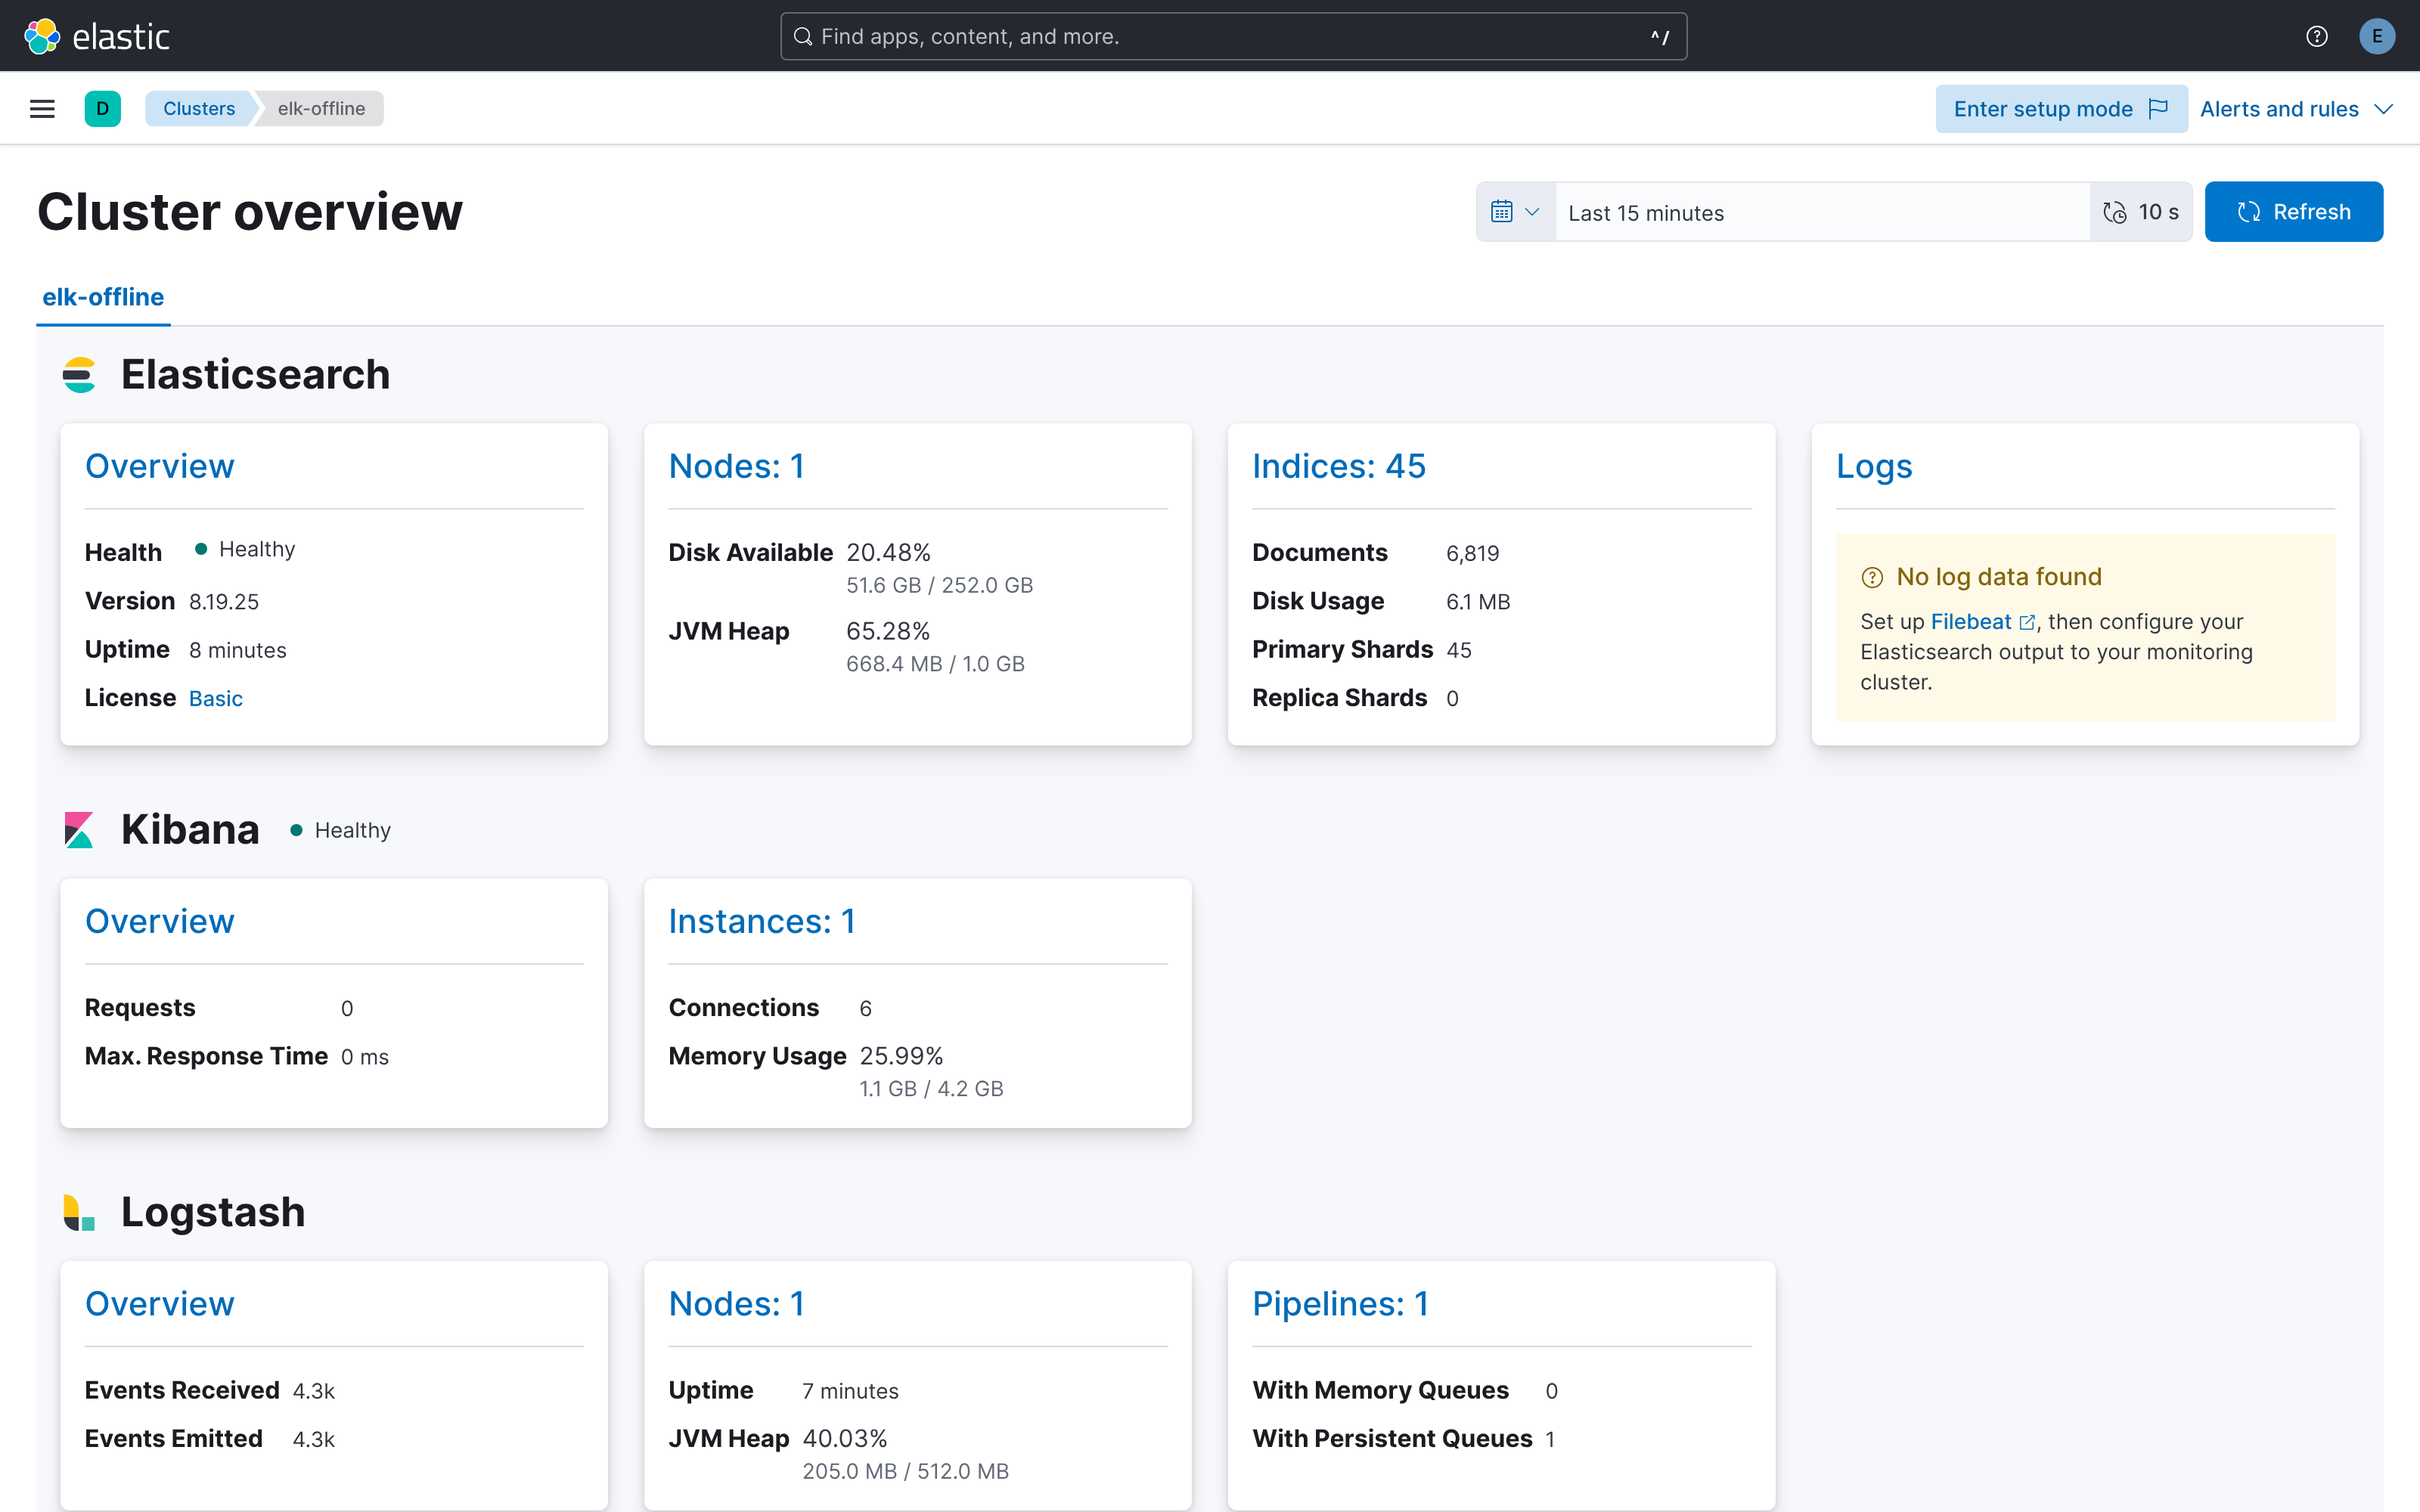 elastic
Find apps, content, and more.
^ /
E
D
Clusters
elk-offline
Enter setup mode
Alerts and rules
Cluster overview
Last 15 minutes
10 s
Refresh
elk-offline
Elasticsearch
Overview
Health Healthy
Version 8.19.25
Uptime 8 minutes
License Basic
Nodes: 1
Disk Available 20.48%
51.6 GB / 252.0 GB
JVM Heap 65.28%
668.4 MB / 1.0 GB
Indices: 45
Documents 6,819
Disk Usage 6.1 MB
Primary Shards 45
Replica Shards 0
Logs
No log data found
Set up Filebeat, then configure your
Elasticsearch output to your monitoring
cluster.
Kibana Healthy
Overview
Requests 0
Max. Response Time 0 ms
Instances: 1
Connections 6
Memory Usage 25.99%
1.1 GB / 4.2 GB
Logstash
Overview
Events Received 4.3k
Events Emitted 4.3k
Nodes: 1
Uptime 7 minutes
JVM Heap 40.03%
205.0 MB / 512.0 MB
Pipelines: 1
With Memory Queues 0
With Persistent Queues 1